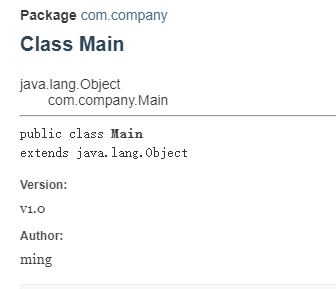 Package com.company
Class Main
java.lang.Object
com.company.Main
public class Main
extends java.lang.Object
Version:
v1.0
Author:
ming